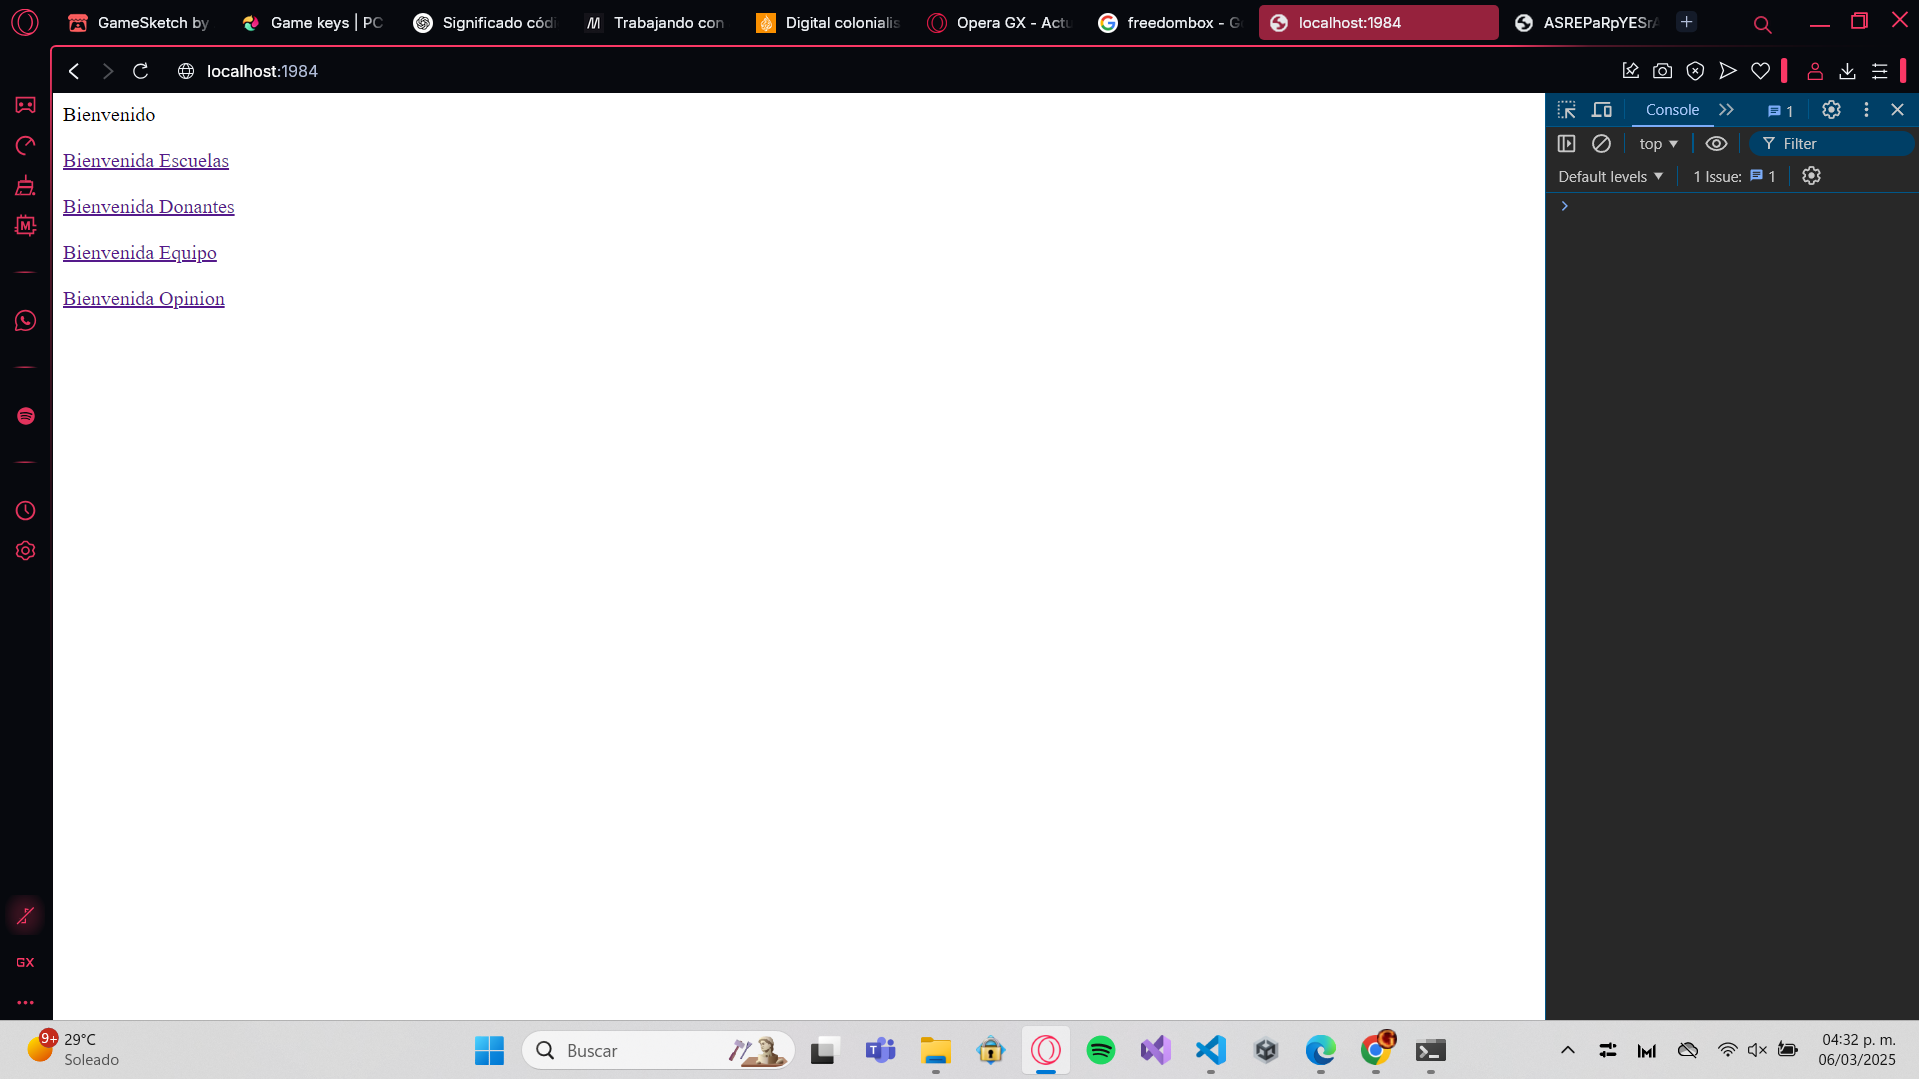 GameSketch by
Game keys | PC
Significado códi
Trabajando con
Digital colonialis
Opera GX - Actu
freedombox - G
localhost:1984
ASREPaRpYESrA
localhost:1984
Bienvenido
Bienvenida Escuelas
Bienvenida Donantes
Bienvenida Equipo
Bienvenida Opinion
Console
1
top
Filter
Default levels
1 Issue:
1
M
GX
9+
29°C
Soleado
Buscar
04:32 p. m.
06/03/2025